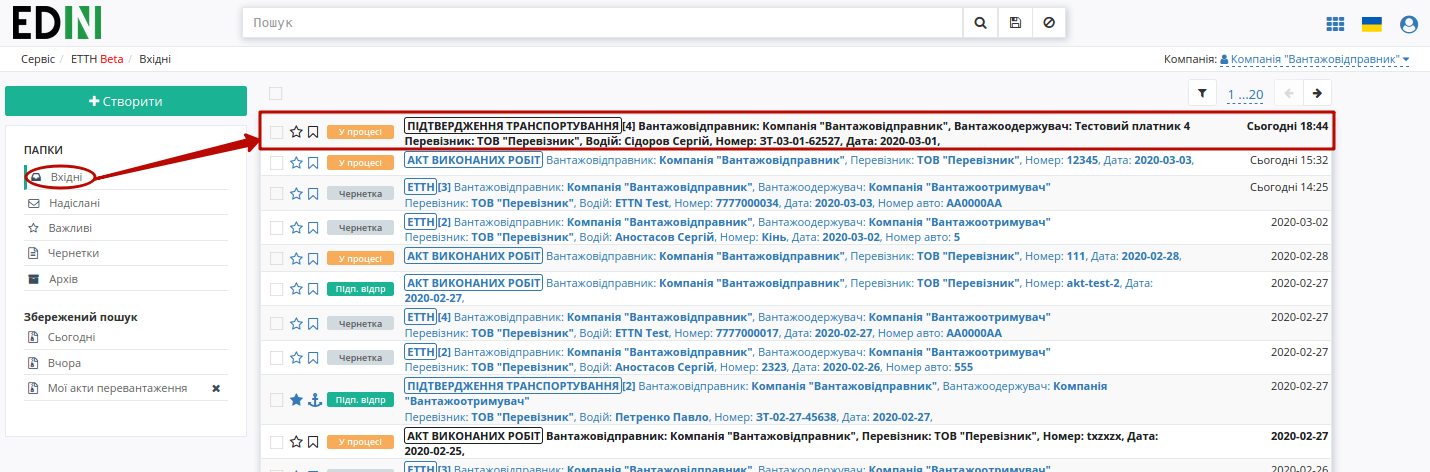 EDIN
Пошук
Сервіс / ЕТТН Beta / Вхідні
Компанія: Компанія "Вантажовідправник"
+ Створити
1 ...20
ПАПКИ
Вхідні
Надіслані
Важливі
Чернетки
Архів
Збережений пошук
Сьогодні
Вчора
Мої акти перевантаження
У процесі
ПІДТВЕРДЖЕННЯ ТРАНСПОРТУВАННЯ [4] Вантажовідправник: Компанія "Вантажовідправник", Вантажоодержувач: Тестовий платник 4
Сьогодні 18:44
Перевізник: ТОВ "Перевізник", Водій: Сідоров Сергій, Номер: ЗТ-03-01-62527, Дата: 2020-03-01,
У процесі
АКТ ВИКОНАНИХ РОБІТ Вантажовідправник: Компанія "Вантажовідправник", Перевізник: ТОВ "Перевізник", Номер: 12345, Дата: 2020-03-03,
Сьогодні 15:32
Чернетка
ЕТТН [3] Вантажовідправник: Компанія "Вантажовідправник", Вантажоодержувач: Компанія "Вантажоотримувач"
Сьогодні 14:25
Перевізник: ТОВ "Перевізник", Водій: ETTN Test, Номер: 7777000034, Дата: 2020-03-03, Номер авто: АА0000АА
Чернетка
ЕТТН [2] Вантажовідправник: Компанія "Вантажовідправник", Вантажоодержувач: Компанія "Вантажоотримувач"
2020-03-02
Перевізник: ТОВ "Перевізник", Водій: Аностасов Сергій, Номер: Кінь, Дата: 2020-03-02, Номер авто: 5
У процесі
АКТ ВИКОНАНИХ РОБІТ Вантажовідправник: Компанія "Вантажовідправник", Перевізник: ТОВ "Перевізник", Номер: 111, Дата: 2020-02-28,
2020-02-28
Підп. відпр
АКТ ВИКОНАНИХ РОБІТ Вантажовідправник: Компанія "Вантажовідправник", Перевізник: ТОВ "Перевізник", Номер: akt-test-2, Дата:
2020-02-27
2020-02-27,
Чернетка
ЕТТН [4] Вантажовідправник: Компанія "Вантажовідправник", Вантажоодержувач: Компанія "Вантажоотримувач"
2020-02-27
Перевізник: ТОВ "Перевізник", Водій: ETTN Test, Номер: 7777000017, Дата: 2020-02-27, Номер авто: АА0000АА
Чернетка
ЕТТН [2] Вантажовідправник: Компанія "Вантажовідправник", Вантажоодержувач: Компанія "Вантажоотримувач"
2020-02-27
Перевізник: ТОВ "Перевізник", Водій: Аностасов Сергій, Номер: 2323, Дата: 2020-02-26, Номер авто: 555
Підп. відпр
ПІДТВЕРДЖЕННЯ ТРАНСПОРТУВАННЯ [2] Вантажовідправник: Компанія "Вантажовідправник", Вантажоодержувач: Компанія
2020-02-27
"Вантажоотримувач"
Перевізник: ТОВ "Перевізник", Водій: Петренко Павло, Номер: ЗТ-02-27-45638, Дата: 2020-02-27,
У процесі
АКТ ВИКОНАНИХ РОБІТ Вантажовідправник: Компанія "Вантажовідправник", Перевізник: ТОВ "Перевізник", Номер: txzxzx, Дата:
2020-02-27
2020-02-25,
Чернетка
ЕТТН [3] Вантажовідправник: Компанія "Вантажовідправник", Вантажоодержувач: Компанія "Вантажоотримувач"
2020-02-26